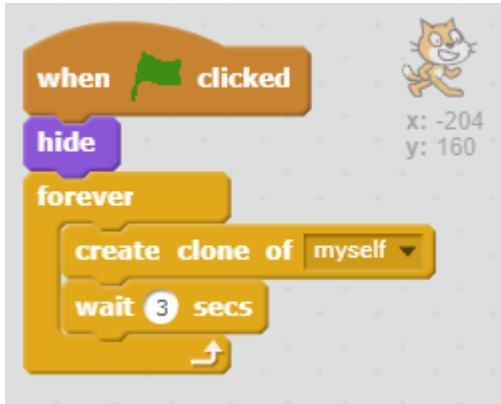 when clicked
hide
x: -204
y: 160
forever
create clone of myself
wait 3 secs